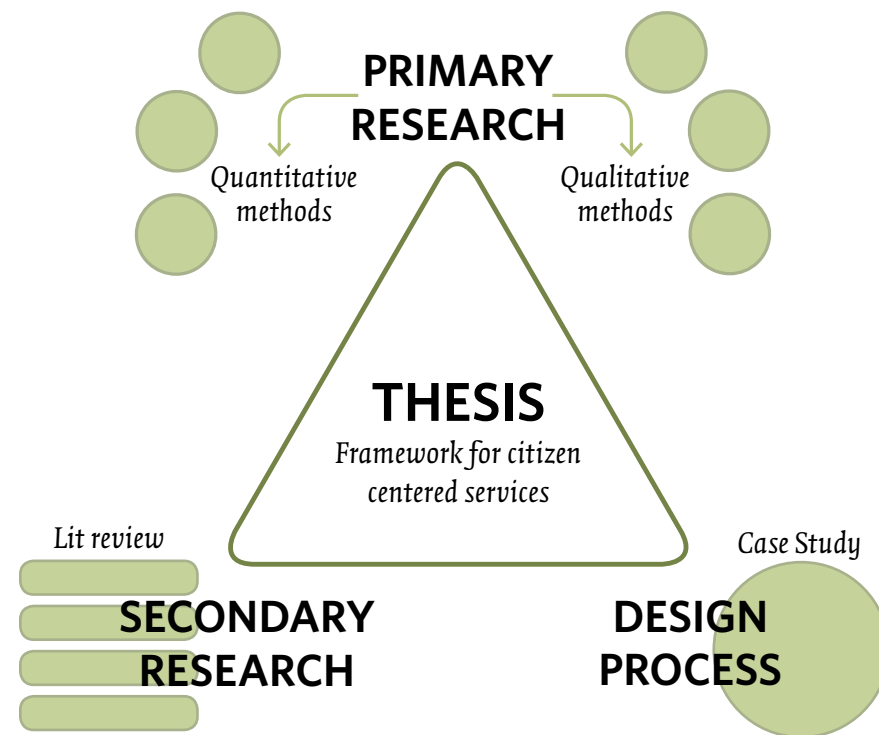 PRIMARY
RESEARCH
Quantitative
methods
Qualitative
methods
THESIS
Framework for citizen
centered services
Lit review
SECONDARY
RESEARCH
Case Study
DESIGN
PROCESS